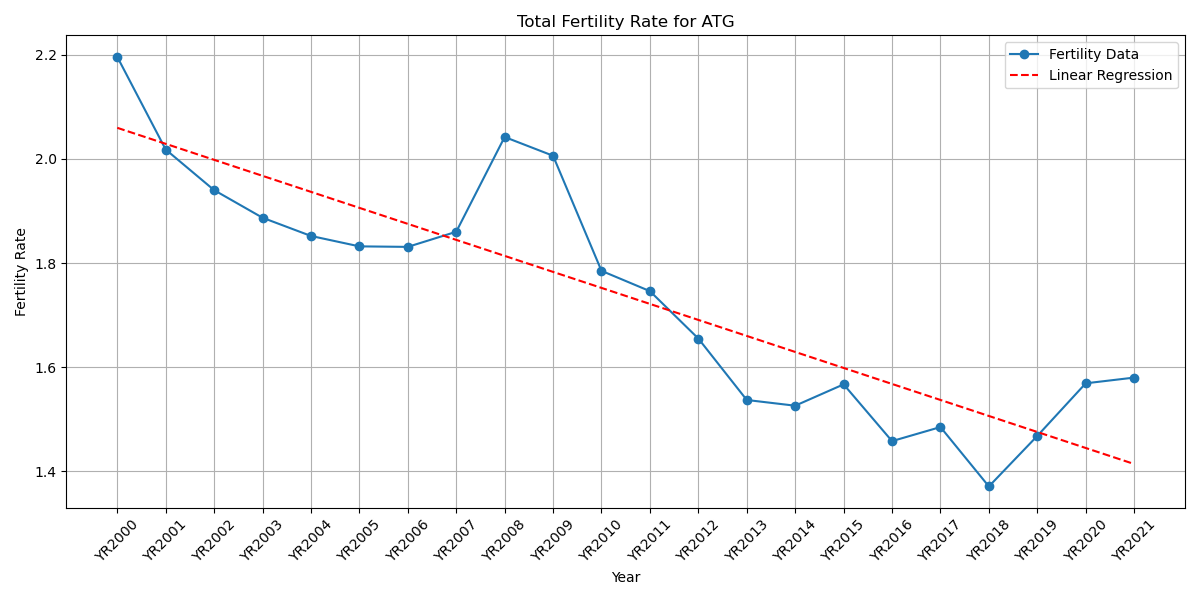 Total Fertility Rate for ATG
Fertility Data
Linear Regression
Fertility Rate
2.2
2.0
1.8
1.6
1.4
YR2000
YR2001
YR2002
YR2003
YR2004
YR2005
YR2006
YR2007
YR2008
YR2009
YR2010
YR2011
YR2012
YR2013
YR2014
YR2015
YR2016
YR2017
YR2018
YR2019
YR2020
YR2021
Year